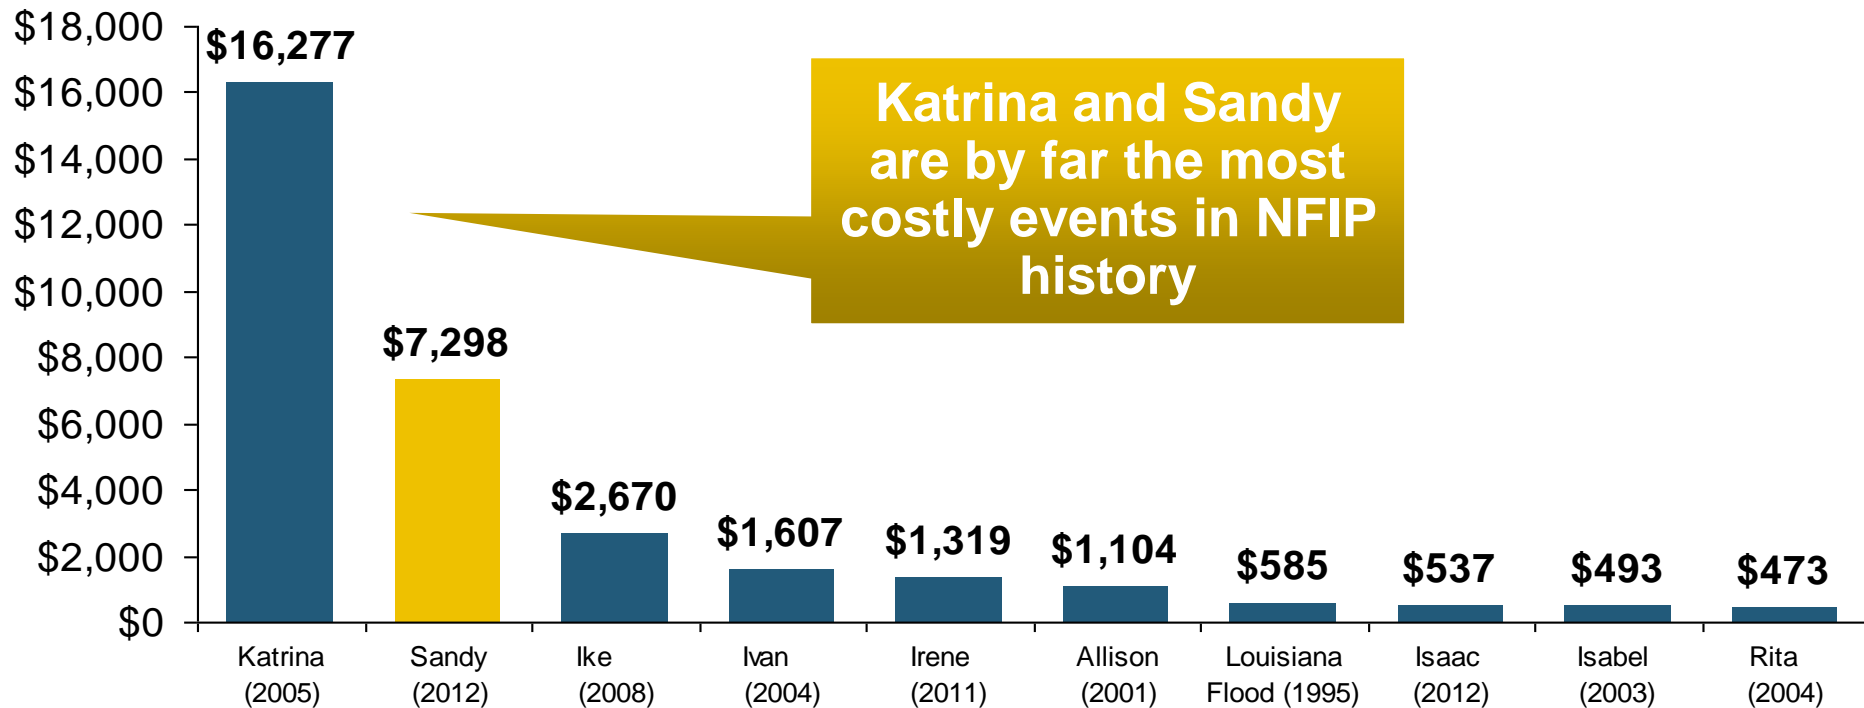 $18,000
$16,000
$14,000
$12,000
$10,000
$8,000
$6,000
$4,000
$2,000
$0
$16,277
$7,298
$2,670
$1,607
$1,319
$1,104
$585
$537
$493
$473
Katrina and Sandy
are by far the most
costly events in NFIP
history
Katrina
(2005)
Sandy
(2012)
Ike
(2008)
Ivan
(2004)
Irene
(2011)
Allison
(2001)
Louisiana
Flood (1995)
Isaac
(2012)
Isabel
(2003)
Rita
(2004)